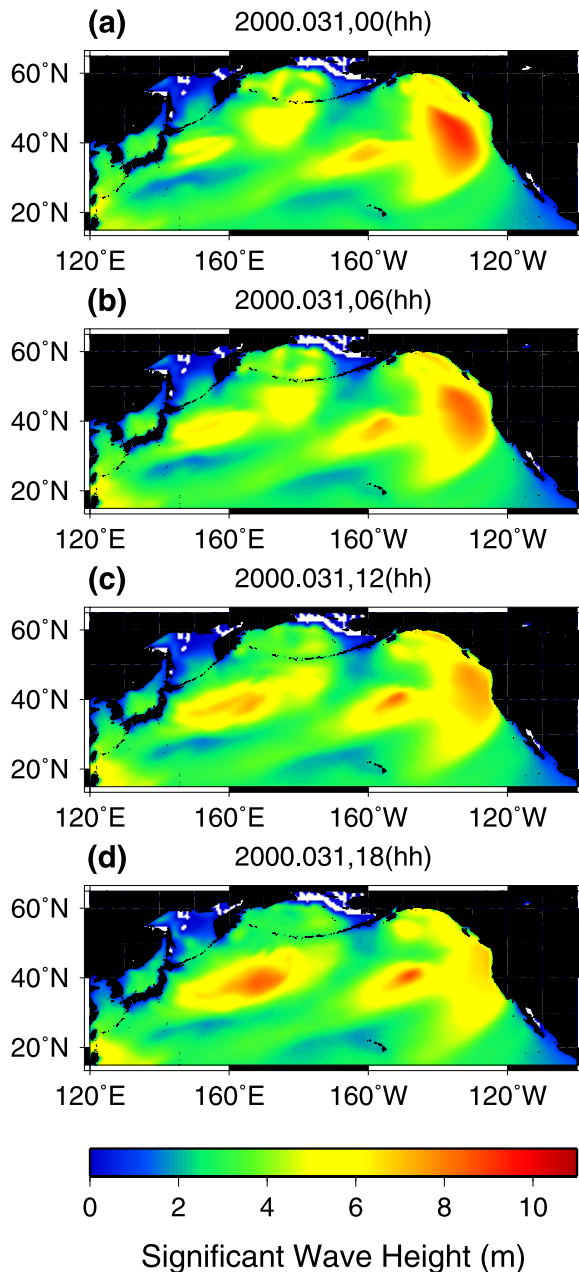 (a) 2000.031,00(hh)
60˚N
40˚N
20˚N
120˚E 160˚E 160˚W 120˚W
(b) 2000.031,06(hh)
60˚N
40˚N
20˚N
120˚E 160˚E 160˚W 120˚W
(c) 2000.031,12(hh)
60˚N
40˚N
20˚N
120˚E 160˚E 160˚W 120˚W
(d) 2000.031,18(hh)
60˚N
40˚N
20˚N
120˚E 160˚E 160˚W 120˚W
0 2 4 6 8 10
Significant Wave Height (m)